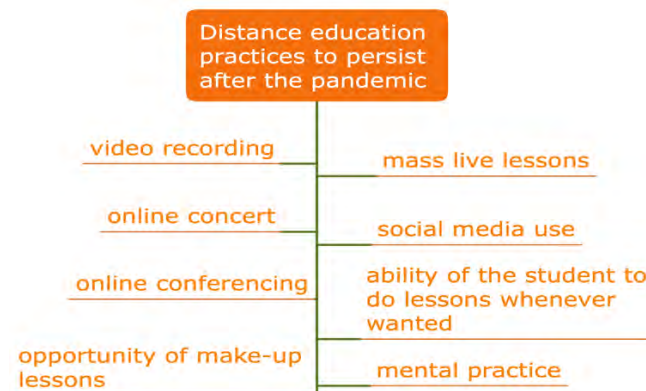 Distance education
practices to persist
after the pandemic
video recording
mass live lessons
online concert
social media use
online conferencing
ability of the student to
do lessons whenever
wanted
opportunity of make-up
lessons
mental practice